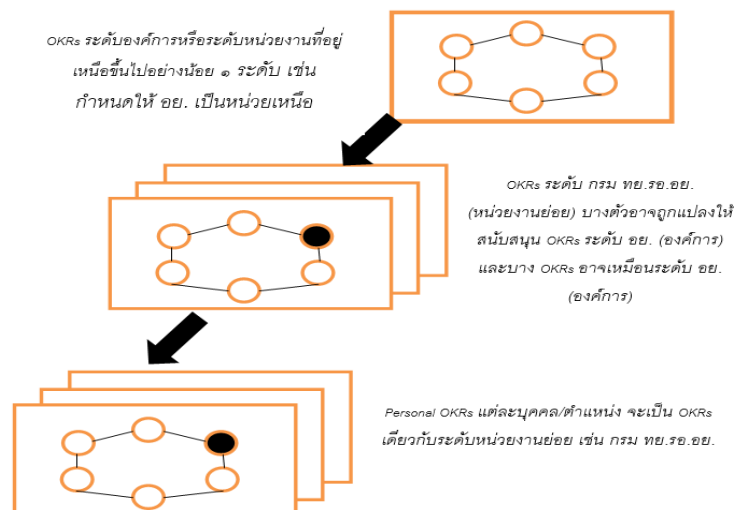 OKRs ระดับองค์การหรือระดับหน่วยงานที่อยู่
เหนือขึ้นไปอย่างน้อย ๑ ระดับ เช่น
กำหนดให้ อย. เป็นหน่วยเหนือ
OKRs ระดับ กรม ทย.รอ.อย.
(หน่วยงานย่อย) บางตัวอาจถูกแปลงให้
สนับสนุน OKRs ระดับ อย. (องค์การ)
และบาง OKRs อาจเหมือนระดับ อย.
(องค์การ)
Personal OKRs แต่ละบุคคล/ตำแหน่ง จะเป็น OKRs
เดียวกับระดับหน่วยงานย่อย เช่น กรม ทย.รอ.อย.